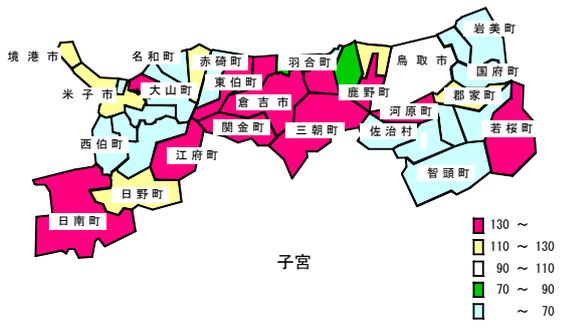 岩美町
境港市
名和町
赤碕町
羽合町
鳥取市
国府町
東伯町
米子市
大山町
鹿野町
郡家町
倉吉市
河原町
関金町
三朝町
佐治村
若桜町
西伯町
江府町
智頭町
日野町
日南町
子宮
130 ～
110 ～ 130
90 ～ 110
70 ～ 90
～ 70